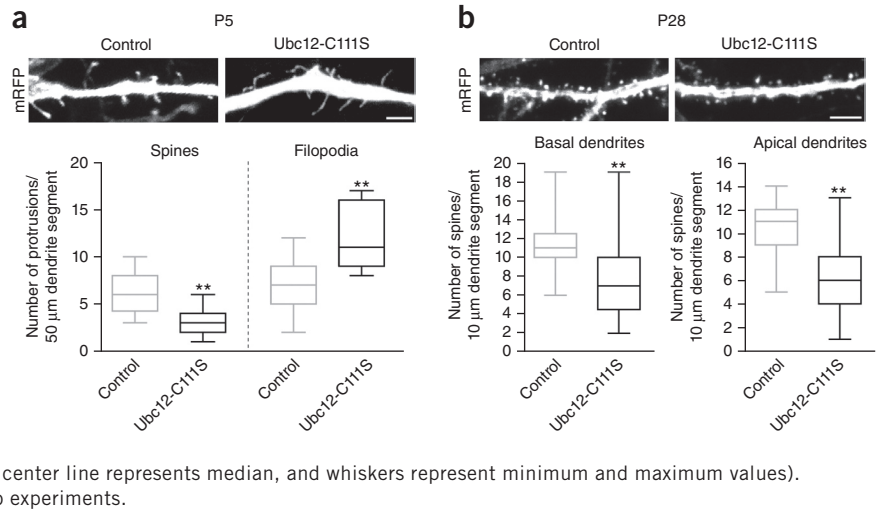 a
P5
Control
Ubc12-C111S
mRFP
Spines
Filopodia
Number of protrusions/
50 μm dendrite segment
20
15
10
5
0
**
**
Control
Ubc12-C111S
Control
Ubc12-C111S
b
P28
Control
Ubc12-C111S
mRFP
Basal dendrites
Number of spines/
10 μm dendrite segment
20
18
16
14
12
10
8
6
4
2
0
**
Control
Ubc12-C111S
Apical dendrites
Number of spines/
10 μm dendrite segment
16
14
12
10
8
6
4
2
0
**
Control
Ubc12-C111S
center line represents median, and whiskers represent minimum and maximum values).
experiments.